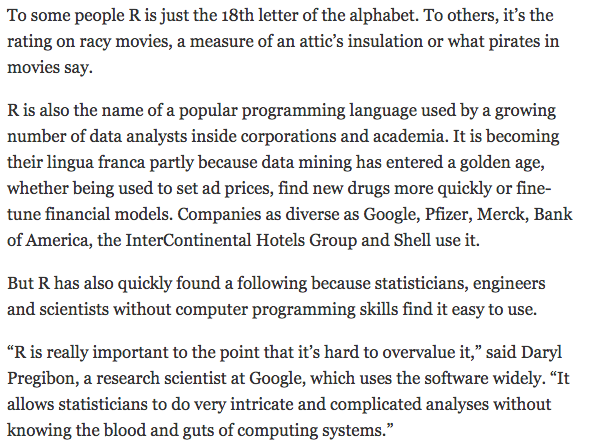 To some people R is just the 18th letter of the alphabet. To others, it’s the
rating on racy movies, a measure of an attic’s insulation or what pirates in
movies say.
R is also the name of a popular programming language used by a growing
number of data analysts inside corporations and academia. It is becoming
their lingua franca partly because data mining has entered a golden age,
whether being used to set ad prices, find new drugs more quickly or fine-
tune financial models. Companies as diverse as Google, Pfizer, Merck, Bank
of America, the InterContinental Hotels Group and Shell use it.
But R has also quickly found a following because statisticians, engineers
and scientists without computer programming skills find it easy to use.
“R is really important to the point that it’s hard to overvalue it,” said Daryl
Pregibon, a research scientist at Google, which uses the software widely. “It
allows statisticians to do very intricate and complicated analyses without
knowing the blood and guts of computing systems.”